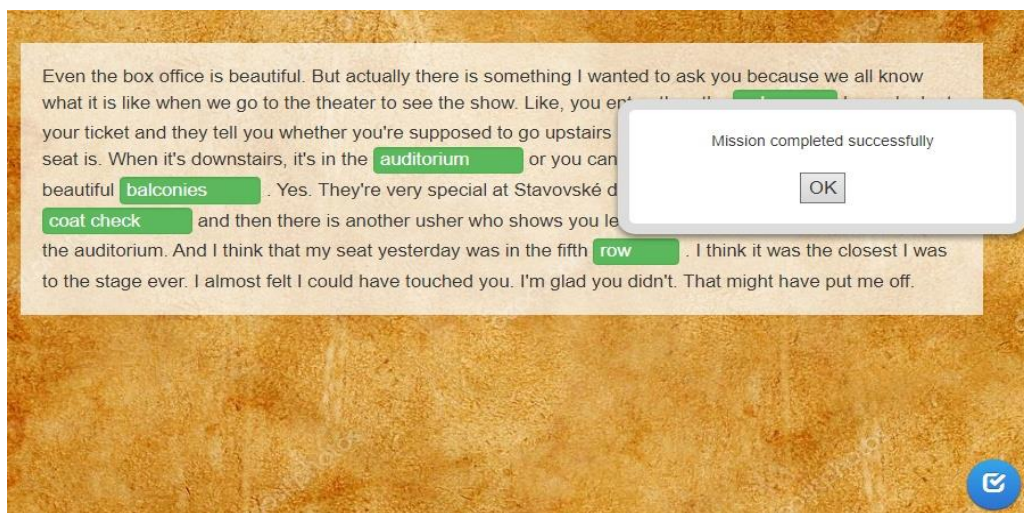 Even the box office is beautiful. But actually there is something I wanted to ask you because we all know
what it is like when we go to the theater to see the show. Like, you
your ticket and they tell you whether you're supposed to go upstairs
seat is. When it's downstairs, it's in the auditorium or you can
beautiful balconies . Yes. They're very special at Stavovské
coat check and then there is another usher who shows you
the auditorium. And I think that my seat yesterday was in the fifth row . I think it was the closest I was
to the stage ever. I almost felt I could have touched you. I'm glad you didn't. That might have put me off.
Mission completed successfully
OK